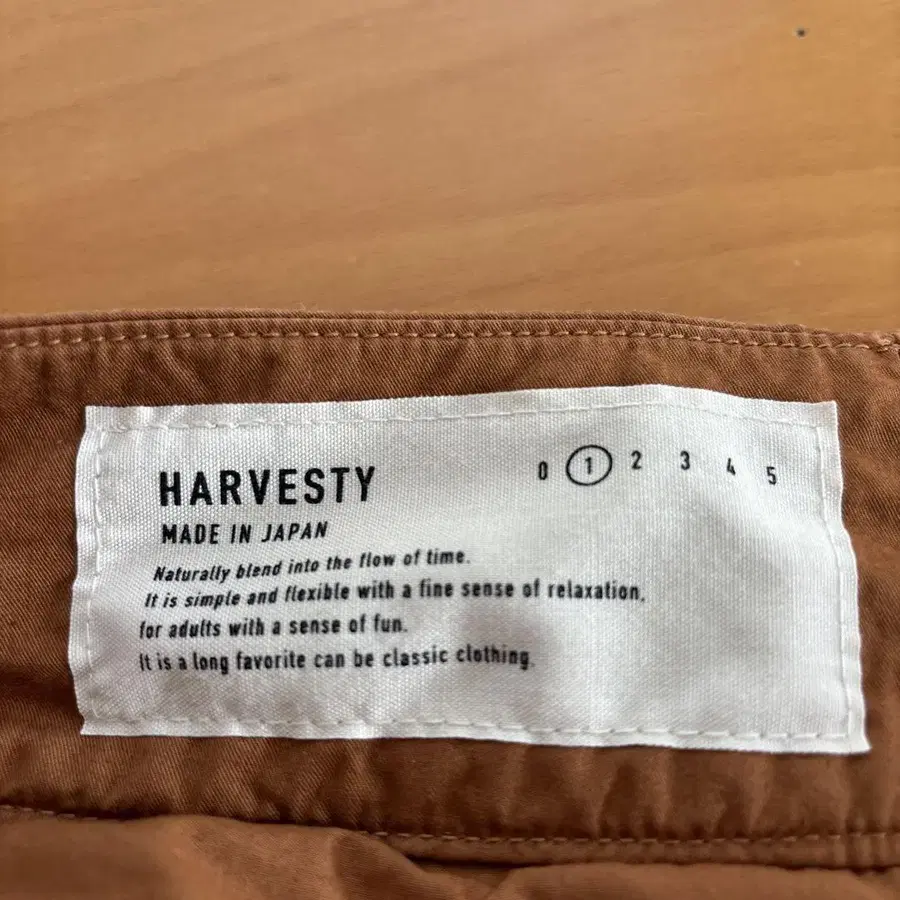 HARVESTY
0 1 2 3 4 5
MADE IN JAPAN
Naturally blend into the flow of time.
It is simple and flexible with a fine sense of relaxation,
for adults with a sense of fun.
It is a long favorite can be classic clothing.